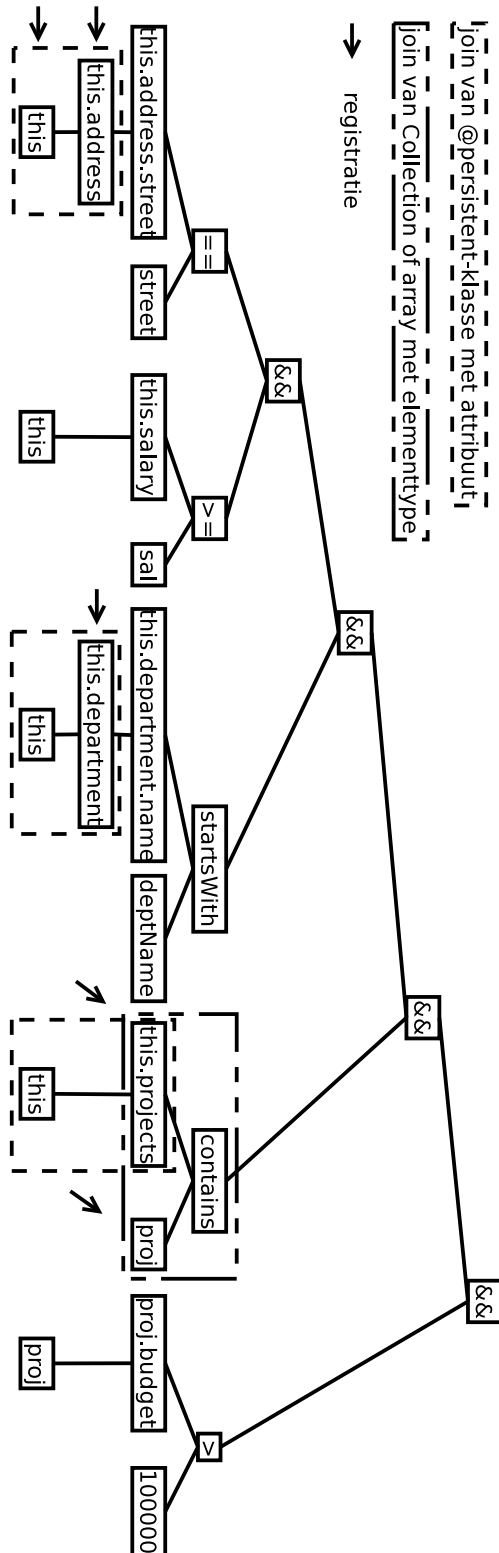 join van @persistent-klasse met attribuut
join van Collection of array met elementtype
registratie
&&
&&
&&
&&
>
contains
startsWith
>=
==
this.address.street
street
this.salary
sal
this.department.name
deptName
this.projects
proj
proj.budget
100000
this.address
this.department
this
this
this
this
proj